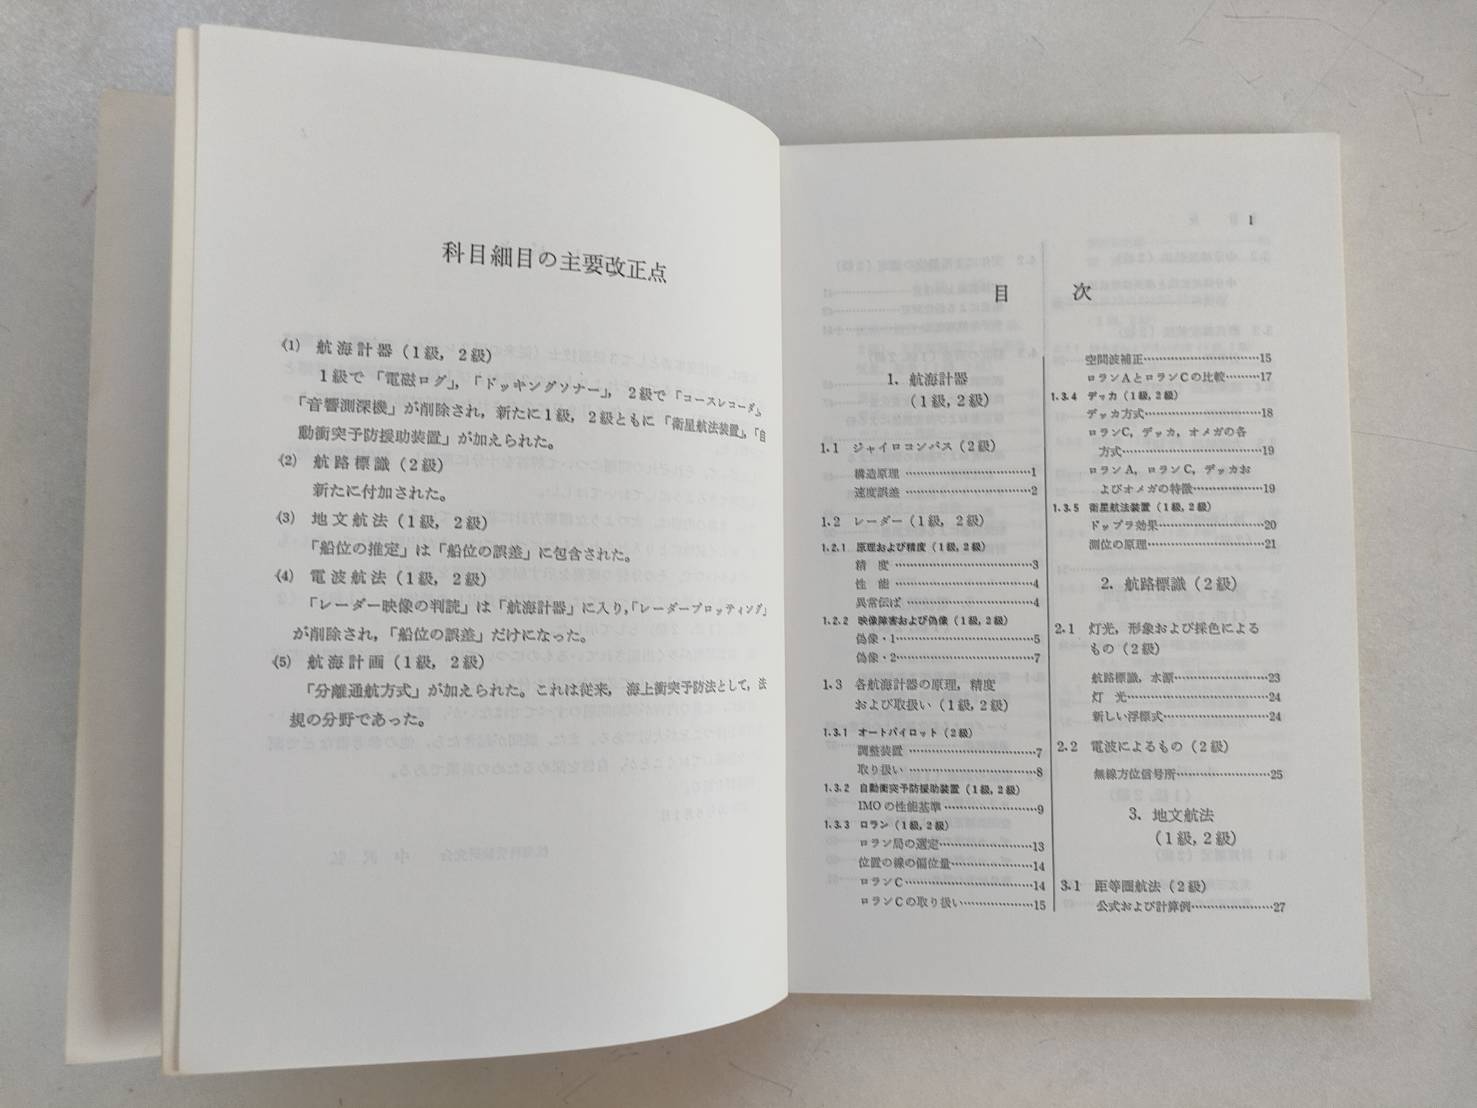 科目細目の主要改正点
(1) 航海計器（1級，2級）
1級で「電磁ログ」，「ドッキングソナー」，2級で「コースレコーダ」
「音響測深機」が削除され，新たに1級，2級ともに「衛星航法装置」，「自
動衝突予防援助装置」が加えられた。
(2) 航路標識（2級）
新たに付加された。
(3) 地文航法（1級，2級）
「船位の推定」は「船位の誤差」に包含された。
(4) 電波航法（1級，2級）
「レーダー映像の判読」は「航海計器」に入り，「レーダープロッティング」
が削除され，「船位の誤差」だけになった。
(5) 航海計画（1級，2級）
「分離通航方式」が加えられた。これは従来，海上衝突予防法として，法
規の分野であった。
1
目 次
1．航海計器
（1級，2級）
1.1 ジャイロコンパス（2級）
構造原理……………………………1
速度誤差……………………………2
1.2 レーダー（1級，2級）
1.2.1 原理および精度（1級，2級）
精 度………………………………3
性 能………………………………4
異常伝ぱ……………………………4
1.2.2 映像障害および偽像（1級，2級）
偽像・1……………………………5
偽像・2……………………………7
1.3 各航海計器の原理，精度
および取扱い（1級，2級）
1.3.1 オートパイロット（2級）
調整装置……………………………7
取り扱い……………………………8
1.3.2 自動衝突予防援助装置（1級，2級）
IMOの性能基準……………………9
1.3.3 ロラン（1級，2級）
ロラン局の選定……………………13
位置の線の偏位量…………………14
ロランC……………………………14
ロランCの取り扱い………………15
空間波補正…………………………15
ロランAとロランCの比較………17
1.3.4 デッカ（1級，2級）
デッカ方式…………………………18
ロランC，デッカ，オメガの各
方式…………………………………19
ロランA，ロランC，デッカお
よびオメガの特徴…………………19
1.3.5 衛星航法装置（1級，2級）
ドップラ効果………………………20
測位の原理…………………………21
2．航路標識（2級）
2.1 灯光，形象および採色による
もの（2級）
航路標識，水源……………………23
灯 光………………………………24
新しい浮標式………………………24
2.2 電波によるもの（2級）
無線方位信号所……………………25
3．地文航法
（1級，2級）
3.1 距等圏航法（2級）
公式および計算例…………………27